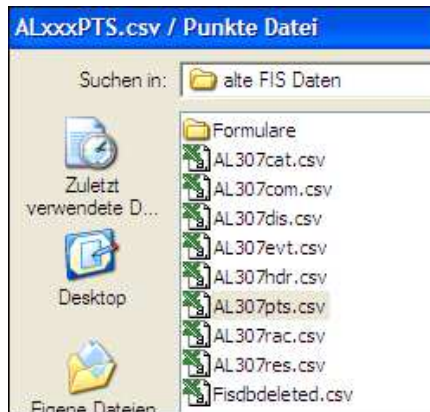 ALxxxPTS.csv / Punkte Datei
Suchen in:
alte FIS Daten
Zuletzt
verwendete D...
Desktop
Eigene Dateien
Formulare
AL307cat.csv
AL307com.csv
AL307dis.csv
AL307evt.csv
AL307hdr.csv
AL307pts.csv
AL307rac.csv
AL307res.csv
Fisdbdeleted.csv